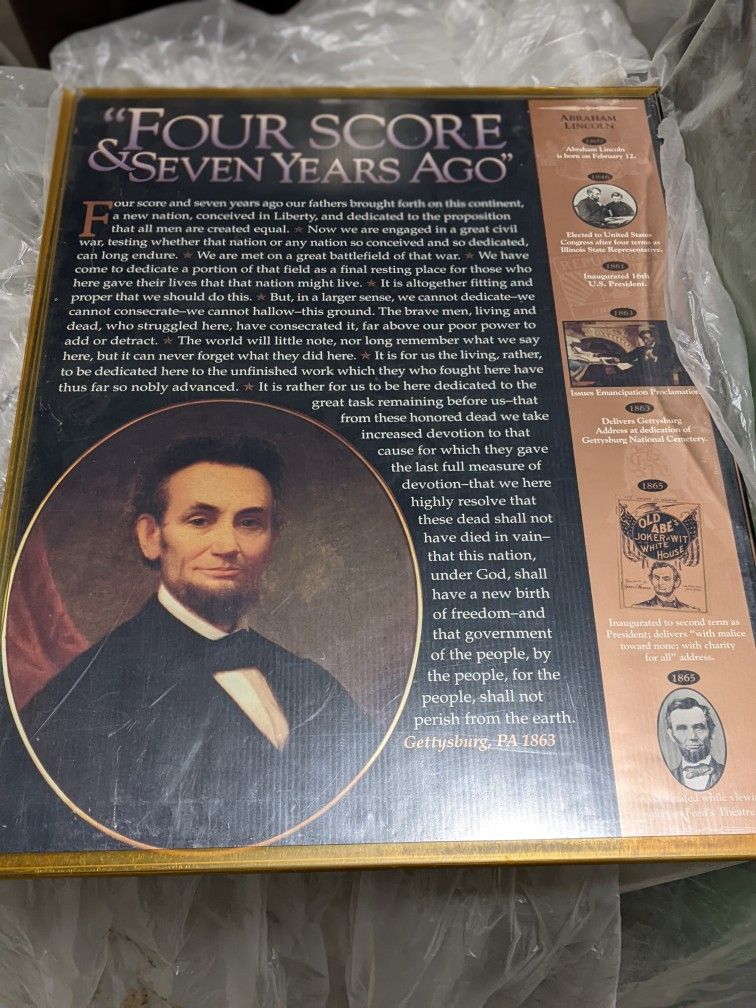 "FOUR SCORE
& SEVEN YEARS AGO"
Four score and seven years ago our fathers brought forth on this continent,
a new nation, conceived in Liberty, and dedicated to the proposition
that all men are created equal. ★ Now we are engaged in a great civil
war, testing whether that nation or any nation so conceived and so dedicated,
can long endure. ★ We are met on a great battlefield of that war. ★ We have
come to dedicate a portion of that field as a final resting place for those who
here gave their lives that that nation might live. ★ It is altogether fitting and
proper that we should do this. ★ But, in a larger sense, we cannot dedicate–we
cannot consecrate–we cannot hallow–this ground. The brave men, living and
dead, who struggled here, have consecrated it, far above our poor power to
add or detract. ★ The world will little note, nor long remember what we say
here, but it can never forget what they did here. ★ It is for us the living, rather,
to be dedicated here to the unfinished work which they who fought here have
thus far so nobly advanced. ★ It is rather for us to be here dedicated to the
great task remaining before us–that
from these honored dead we take
increased devotion to that
cause for which they gave
the last full measure of
devotion–that we here
highly resolve that
these dead shall not
have died in vain–
that this nation,
under God, shall
have a new birth
of freedom–and
that government
of the people, by
the people, for the
people, shall not
perish from the earth.
Gettysburg, PA 1863
ABRAHAM
LINCOLN
1809
Abraham Lincoln
is born on February 12.
1846
Elected to United States
Congress after four terms as
Illinois State Representative.
1861
Inaugurated 16th
U.S. President.
1863
Issues Emancipation Proclamation.
1863
Delivers Gettysburg
Address at dedication of
Gettysburg National Cemetery.
1865
OLD
ABE'S
JOKER
WIT
WHITE
HOUSE
Inaugurated to second term as
President; delivers "with malice
toward none; with charity
for all" address.
1865
while
Ford's Theatre